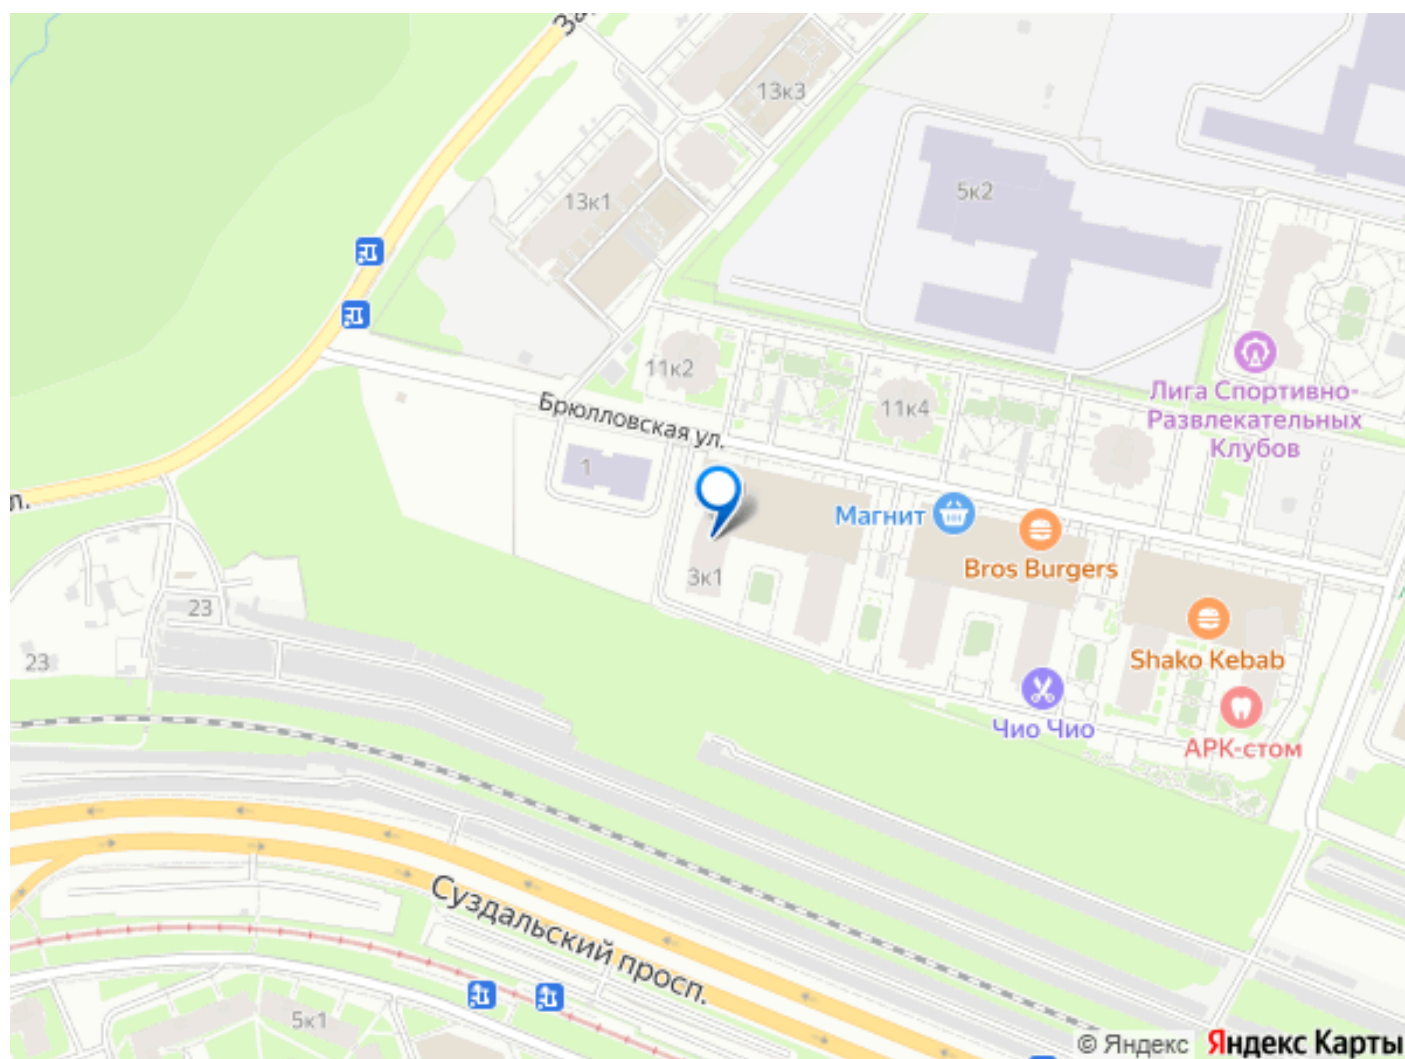 За
13к3
13к1
5к2
11к2
11к4
Лига Спортивно-
Развлекательных
Клубов
Брюлловская ул.
1
л.
Магнит
Bros Burgers
3к1
23
23
Shako Kebab
Чио Чио
АРК-стом
Суздальский просп.
5к1
© Яндекс Яндекс Карты